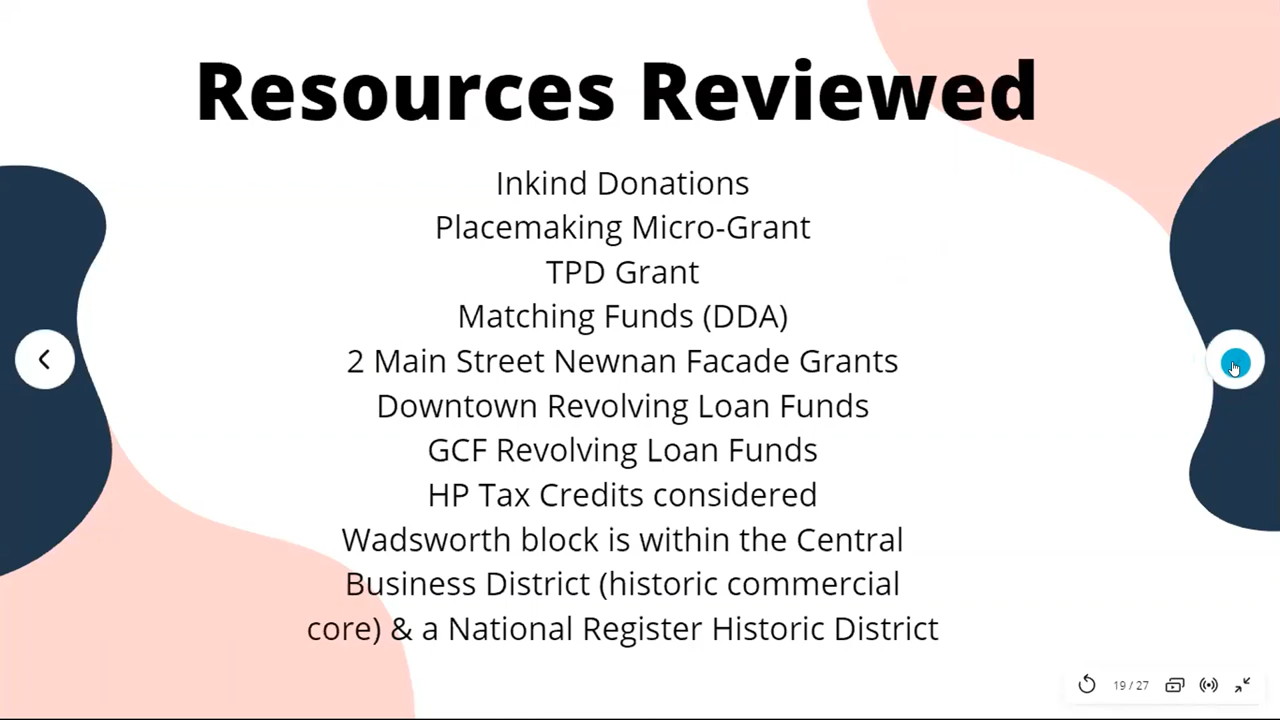 Resources Reviewed
Inkind Donations
Placemaking Micro-Grant
TPD Grant
Matching Funds (DDA)
2 Main Street Newnan Facade Grants
Downtown Revolving Loan Funds
GCF Revolving Loan Funds
HP Tax Credits considered
Wadsworth block is within the Central
Business District (historic commercial
core) & a National Register Historic District
19 / 27